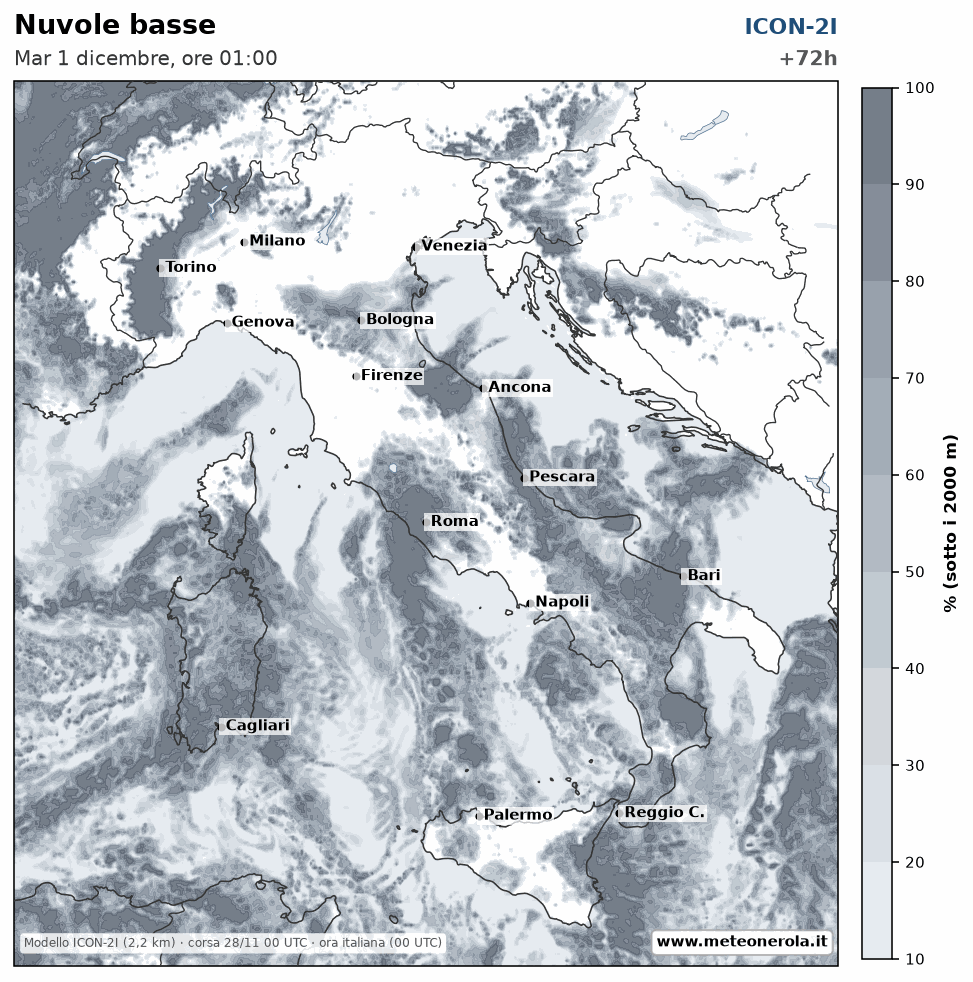 Nuvole basse
ICON-2I
Mar 1 dicembre, ore 01:00
+72h
100
90
80
70
60
50
40
30
20
10
% (sotto i 2000 m)
Milano
Venezia
Torino
Genova
Bologna
Firenze
Ancona
Pescara
Roma
Bari
Napoli
Cagliari
Palermo
Reggio C.
Modello ICON-2I (2,2 km) · corsa 28/11 00 UTC · ora italiana (00 UTC)
www.meteonerola.it